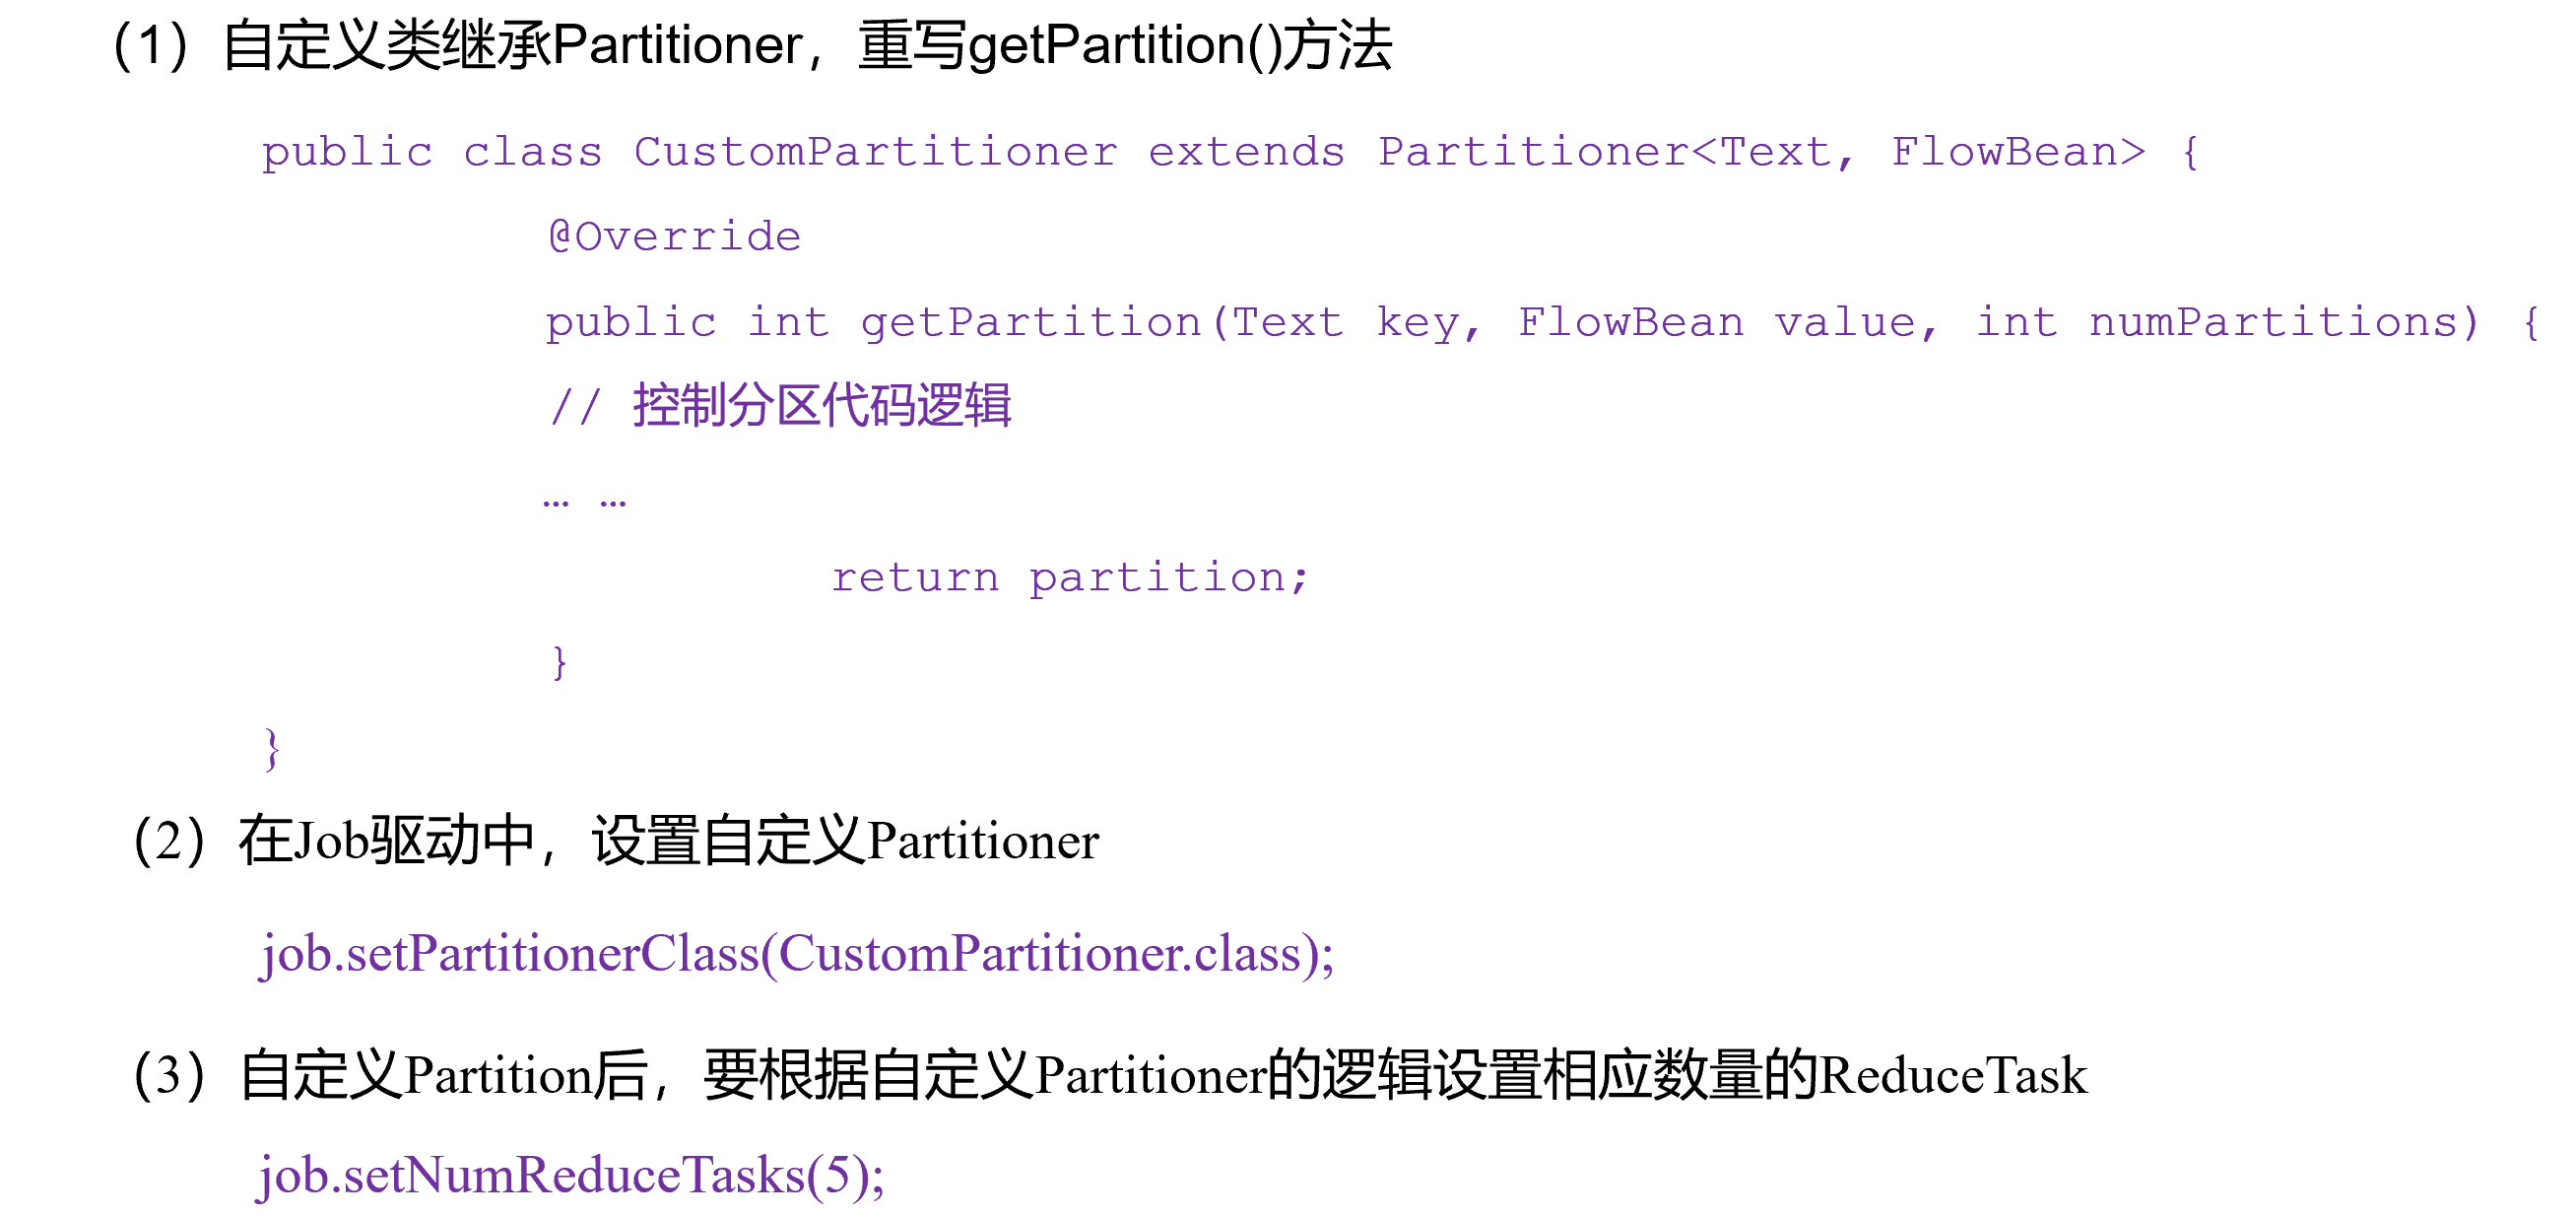 （1）自定义类继承Partitioner，重写getPartition()方法
public class CustomPartitioner extends Partitioner<Text, FlowBean> {
@Override
public int getPartition(Text key, FlowBean value, int numPartitions) {
// 控制分区代码逻辑
… …
return partition;
}
}
（2）在Job驱动中，设置自定义Partitioner
job.setPartitionerClass(CustomPartitioner.class);
（3）自定义Partition后，要根据自定义Partitioner的逻辑设置相应数量的ReduceTask
job.setNumReduceTasks(5);